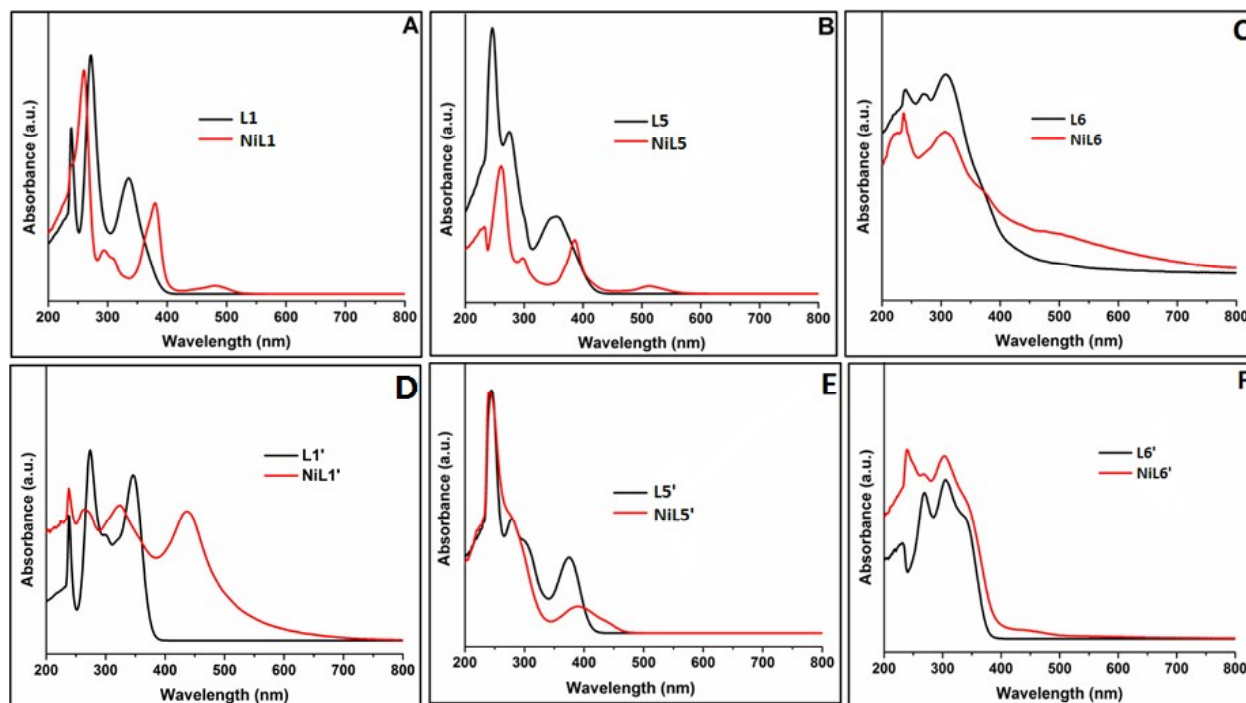 A
L1
NiL1
Absorbance (a.u.)
200 300 400 500 600 700 800
Wavelength (nm)
B
L5
NiL5
Absorbance (a.u.)
200 300 400 500 600 700 800
Wavelength (nm)
C
L6
NiL6
Absorbance (a.u.)
200 300 400 500 600 700 800
Wavelength (nm)
D
L1'
NiL1'
Absorbance (a.u.)
200 300 400 500 600 700 800
Wavelength (nm)
E
L5'
NiL5'
Absorbance (a.u.)
200 300 400 500 600 700 800
Wavelength (nm)
F
L6'
NiL6'
Absorbance (a.u.)
200 300 400 500 600 700 800
Wavelength (nm)